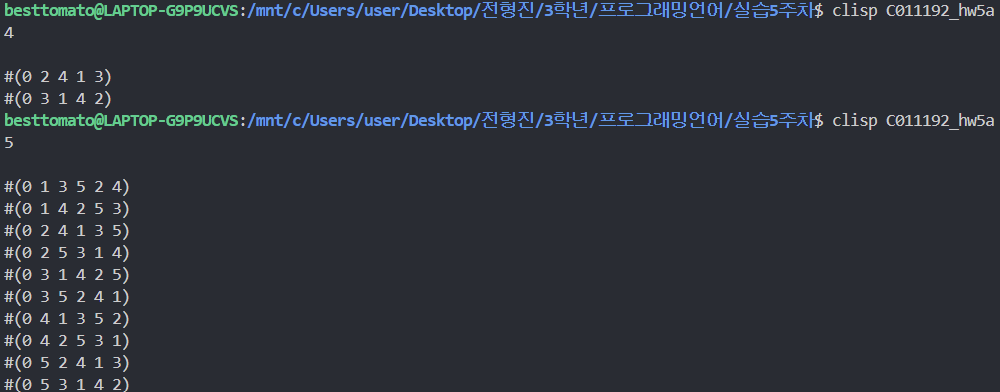 besttomato@LAPTOP-G9P9UCVS:/mnt/c/Users/user/Desktop/전형진/3학년/프로그래밍언어/실습5주차$ clisp C011192_hw5a
4
#(0 2 4 1 3)
#(0 3 1 4 2)
besttomato@LAPTOP-G9P9UCVS:/mnt/c/Users/user/Desktop/전형진/3학년/프로그래밍언어/실습5주차$ clisp C011192_hw5a
5
#(0 1 3 5 2 4)
#(0 1 4 2 5 3)
#(0 2 4 1 3 5)
#(0 2 5 3 1 4)
#(0 3 1 4 2 5)
#(0 3 5 2 4 1)
#(0 4 1 3 5 2)
#(0 4 2 5 3 1)
#(0 5 2 4 1 3)
#(0 5 3 1 4 2)